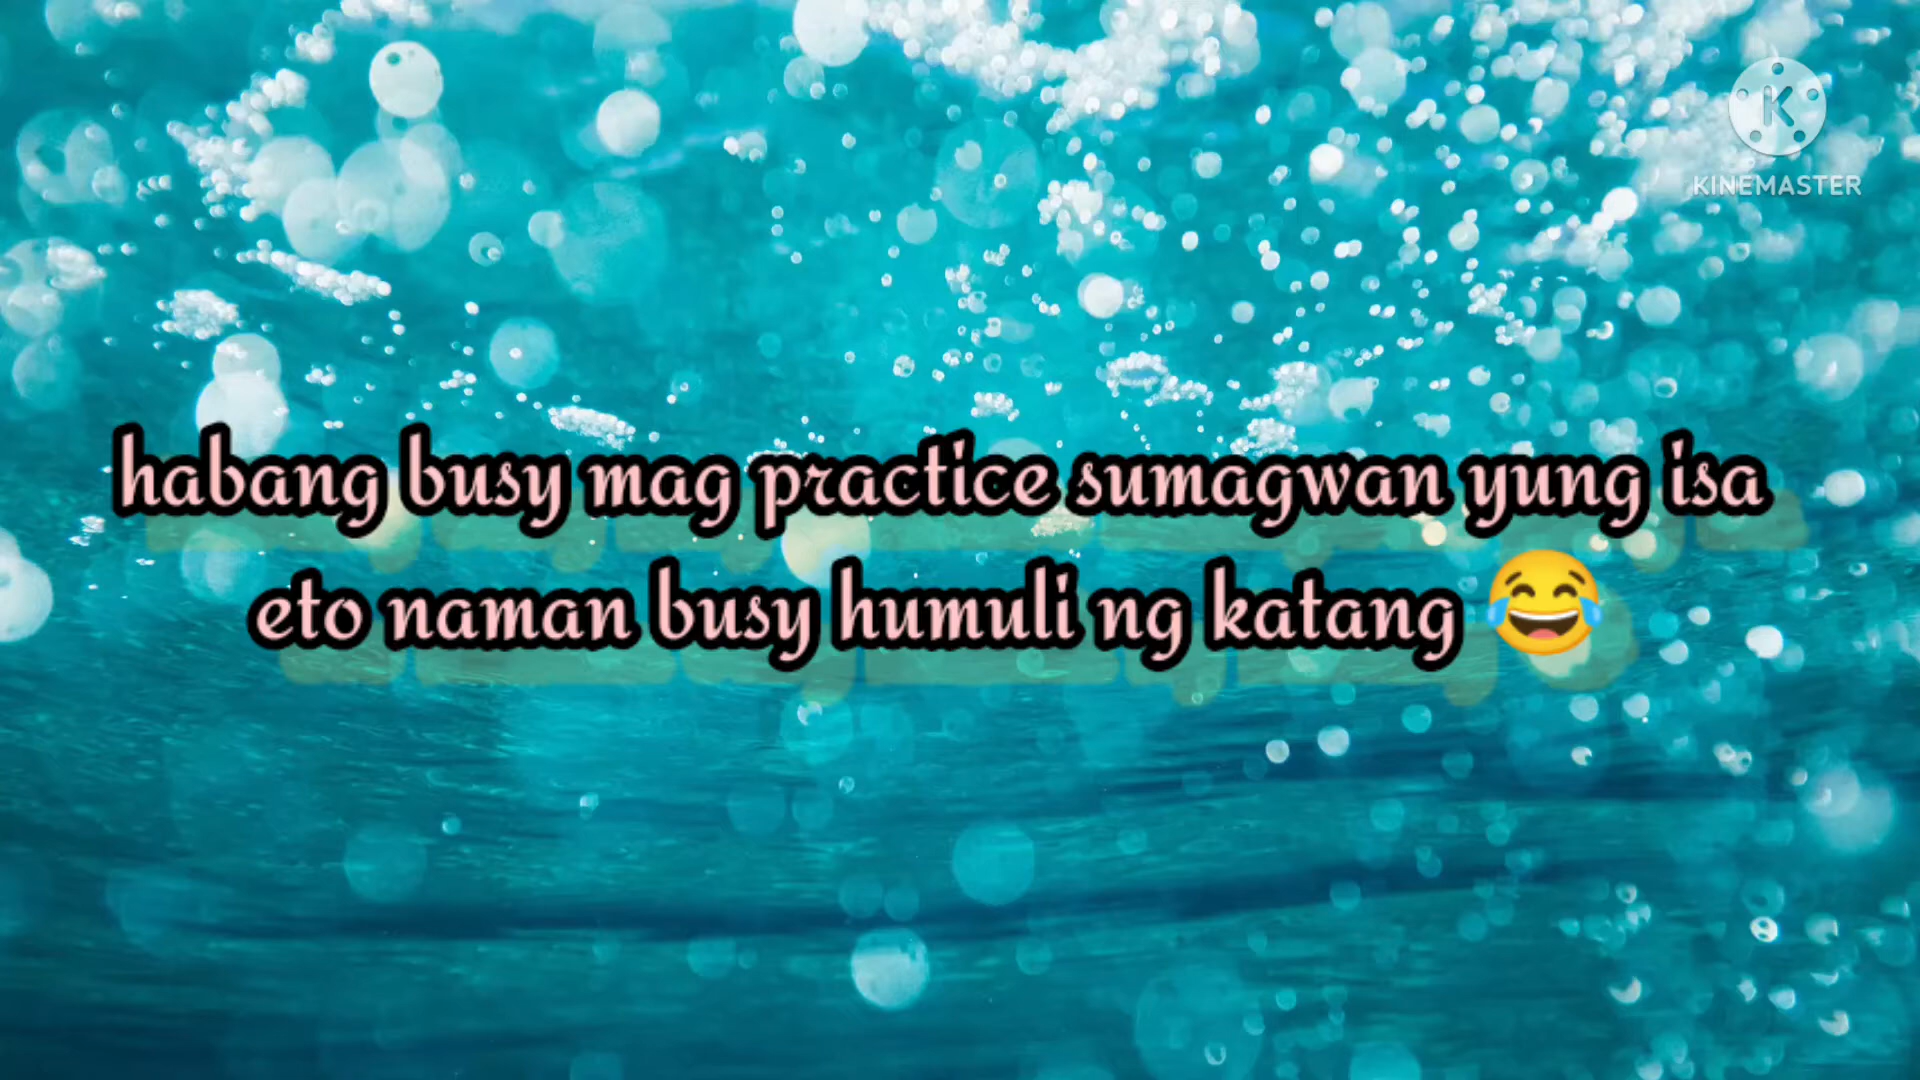 KINEMASTER
habang busy mag practice sumagwan yung isa
eto naman busy humuli ng katang 😂